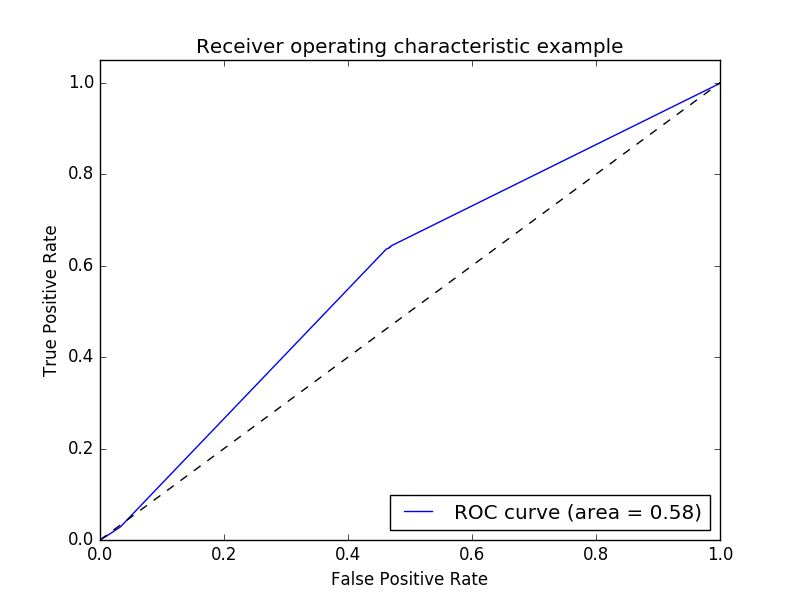 Receiver operating characteristic example
1.0
0.8
0.6
0.4
0.2
0.0
True Positive Rate
ROC curve (area = 0.58)
0.0 0.2 0.4 0.6 0.8 1.0
False Positive Rate